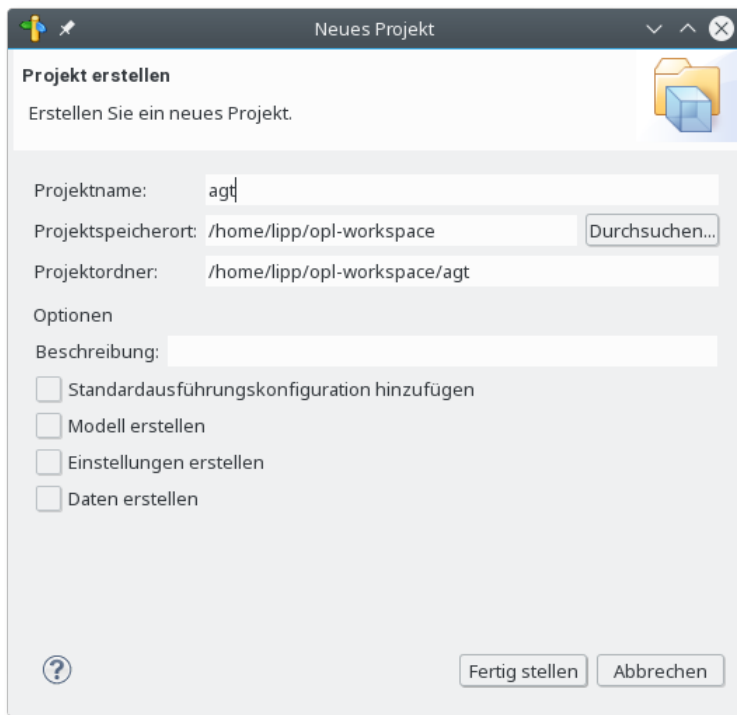 Neues Projekt
Projekt erstellen
Erstellen Sie ein neues Projekt.
Projektname: agt
Projektspeicherort: /home/lipp/opl-workspace Durchsuchen...
Projektordner: /home/lipp/opl-workspace/agt
Optionen
Beschreibung:
Standardausführungskonfiguration hinzufügen
Modell erstellen
Einstellungen erstellen
Daten erstellen
? Fertig stellen Abbrechen